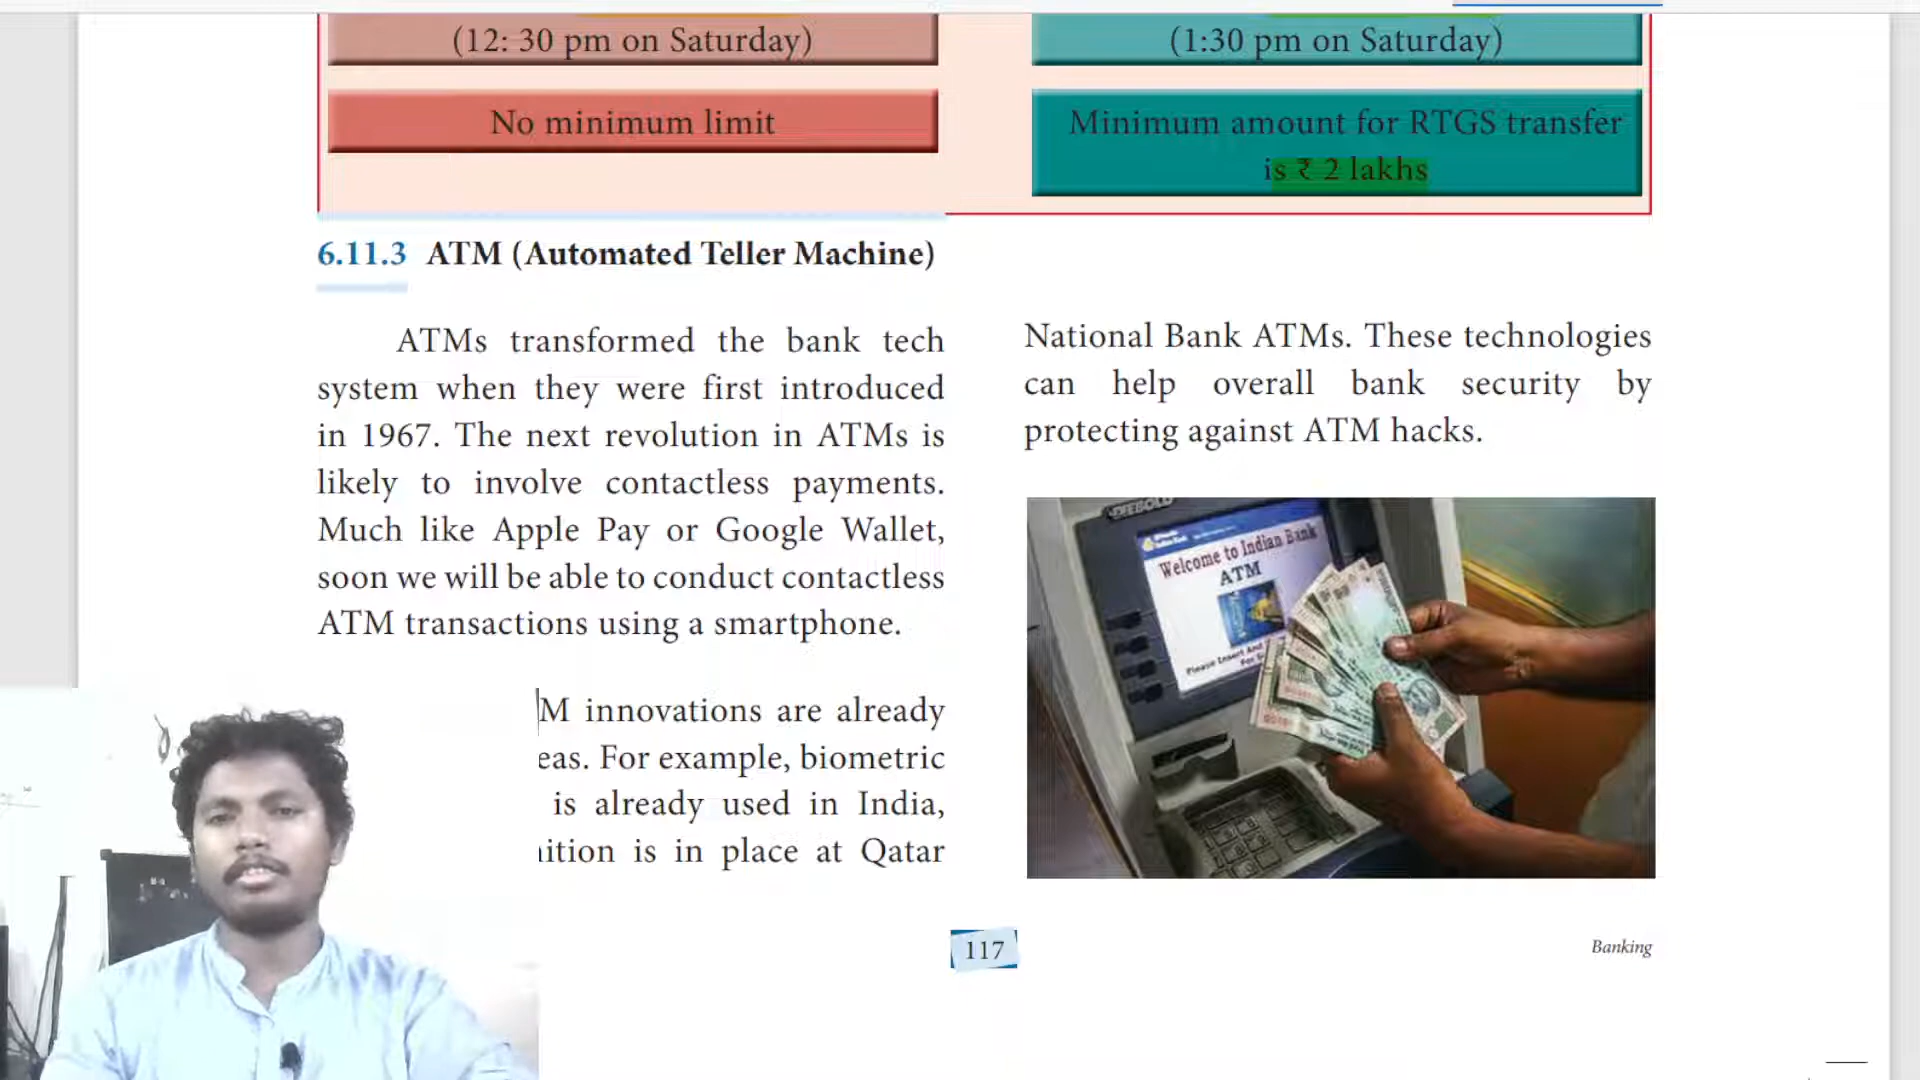 (12: 30 pm on Saturday)
No minimum limit
(1:30 pm on Saturday)
Minimum amount for RTGS transfer
is ₹ 2 lakhs
6.11.3 ATM (Automated Teller Machine)
ATMs transformed the bank tech
system when they were first introduced
in 1967. The next revolution in ATMs is
likely to involve contactless payments.
Much like Apple Pay or Google Wallet,
soon we will be able to conduct contactless
ATM transactions using a smartphone.
M innovations are already
eas. For example, biometric
is already used in India,
ition is in place at Qatar
National Bank ATMs. These technologies
can help overall bank security by
protecting against ATM hacks.
DIEBOLD
Welcome to Indian Bank
ATM
Please Insert And
117
Banking